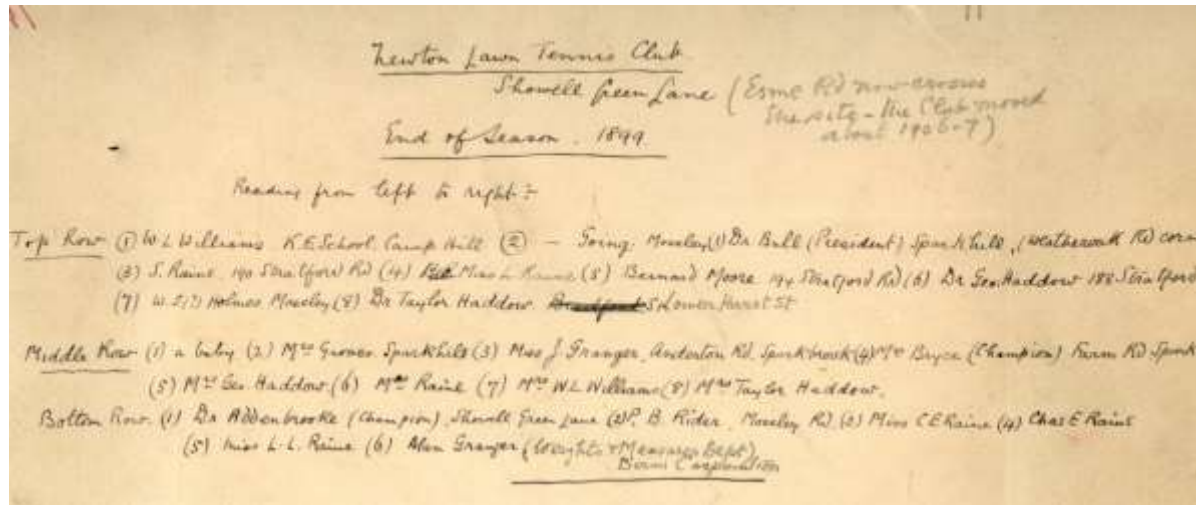 Newton Lawn Tennis Club
Showell Green Lane (Esme Rd now crosses
the site - the Club moved
about 1906-7)
End of Season. 1899.
Reading from left to right:-
Top Row (1) W L Williams K.E. School. Camp Hill (2) — Going. Moseley (1) Dr Bull (President) Sparkhill, (Weatheroak Rd corn
(3) S. Raine 190 Stratford Rd (4) Miss L Raine (5) Bernard Moore 194 Stratford Rd (6) Dr Geo. Haddow 188 Stratford
(7) W. S(?) Holmes Moseley (8) Dr Taylor Haddow. Lower Hurst St
Middle Row (1) a baby (2) Mrs Groves. Sparkhill (3) Miss J Granger, Anderton Rd. Sparkbrook (4) Mrs Bryce (Champion) Farm Rd. Spark
(5) Mrs Geo. Haddow. (6) Mrs Raine (7) Mrs W L Williams (8) Mrs Taylor Haddow.
Bottom Row. (1) Dr Addenbrooke (Champion), Showell Green Lane (2) P. B. Rider, Moseley Rd. (3) Miss C E Raine (4) Chas E Raine
(5) Miss L. L. Raine (6) Alan Granger (Weights & Measures Dept)
Birm Corporation